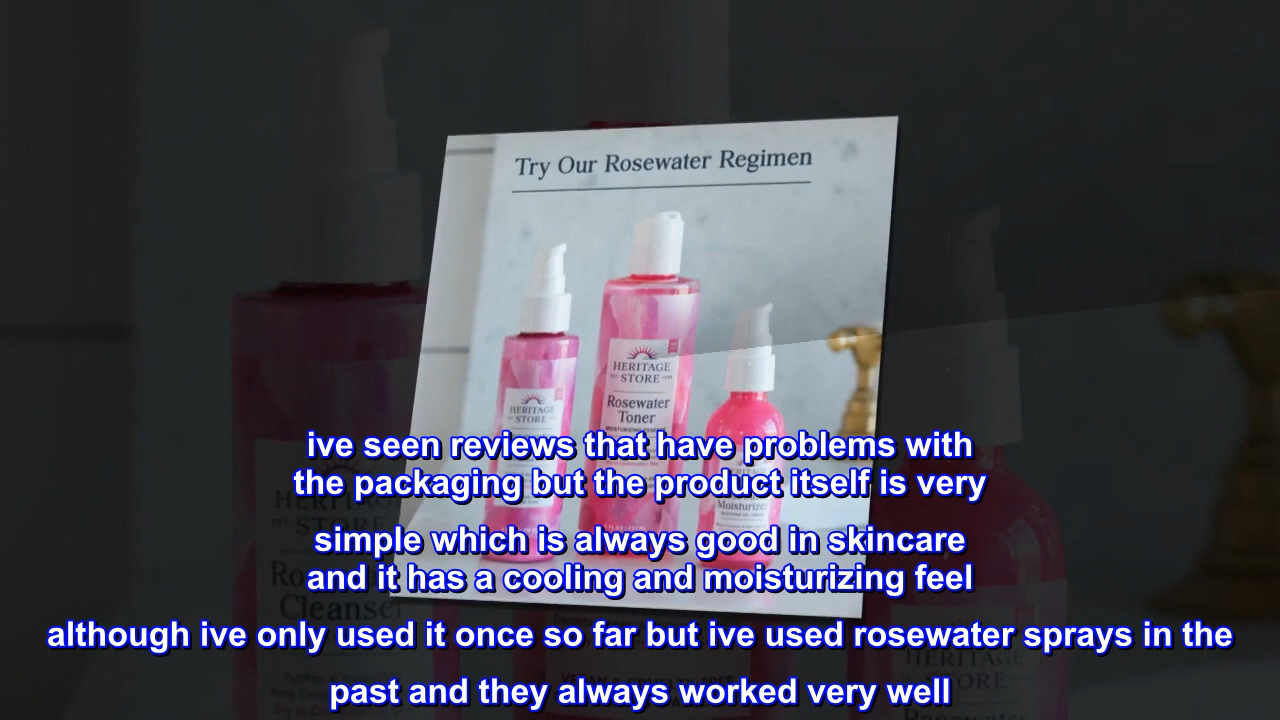 Try Our Rosewater Regimen
HERITAGE
STORE
Rosewater
Toner
HERITAGE
STORE
Moisturizer
ive seen reviews that have problems with
the packaging but the product itself is very
simple which is always good in skincare
and it has a cooling and moisturizing feel
although ive only used it once so far but ive used rosewater sprays in the
past and they always worked very well